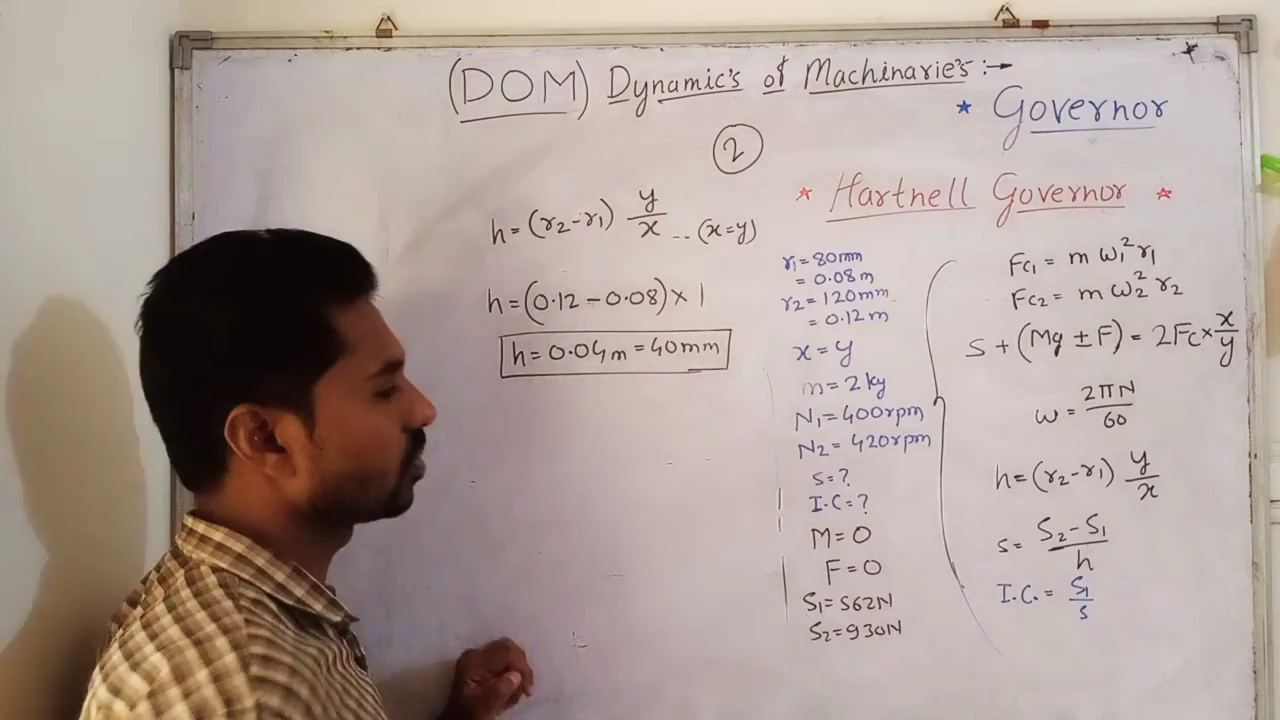 (DOM) Dynamic's of Machinarie's :→
* Governor
2
* Hartnell Governor *
h = (r2-r1) y/x -- (x=y)
h = (0.12 - 0.08) × 1
h = 0.04 m = 40mm
r1 = 80mm
= 0.08 m
r2 = 120mm
= 0.12 m
x = y
m = 2 kg
N1 = 400rpm
N2 = 420rpm
s = ?
I.C = ?
M = 0
F = 0
S1 = 562N
S2 = 930N
Fc1 = m ω1² r1
Fc2 = m ω2² r2
S + (Mg ± F) = 2Fc × x/y
ω = 2πN/60
h = (r2-r1) y/x
s = S2 - S1/h
I.C. = S1/s